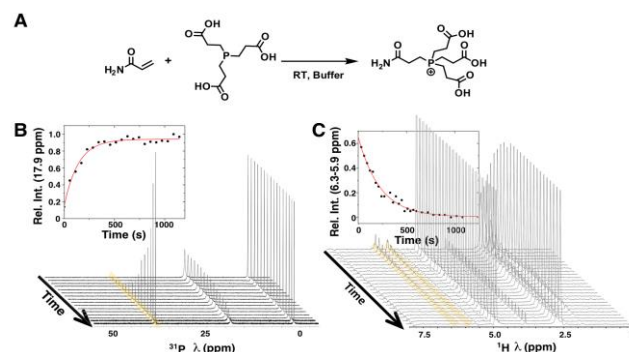 A
O
H₂N
+
OH
O
P
O
OH
O
OH
RT, Buffer
O
H₂N
OH
O
P
⊕
O
OH
O
OH
B
Rel. Int. (17.9 ppm)
1.0
0.8
0.6
0.4
0.2
0
0
500
1000
Time (s)
Time
50
25
0
³¹P λ (ppm)
C
Rel. Int. (6.3-5.9 ppm)
0.6
0.4
0.2
0
0
500
1000
Time (s)
Time
7.5
5.0
2.5
¹H λ (ppm)